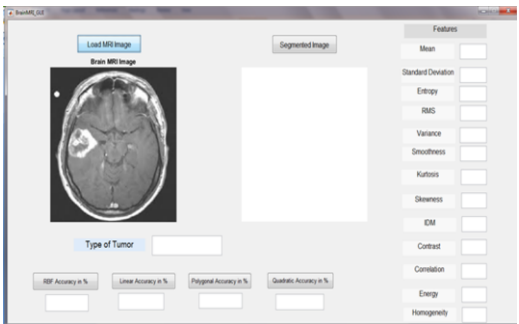 BrainMRI_GUI
Load MRI Image
Brain MRI Image
Segmented Image
Type of Tumor
RBF Accuracy in %
Linear Accuracy in %
Polygonal Accuracy in %
Quadratic Accuracy in %
Features
Mean
Standard Deviation
Entropy
RMS
Variance
Smoothness
Kurtosis
Skewness
IDM
Contrast
Correlation
Energy
Homogeneity